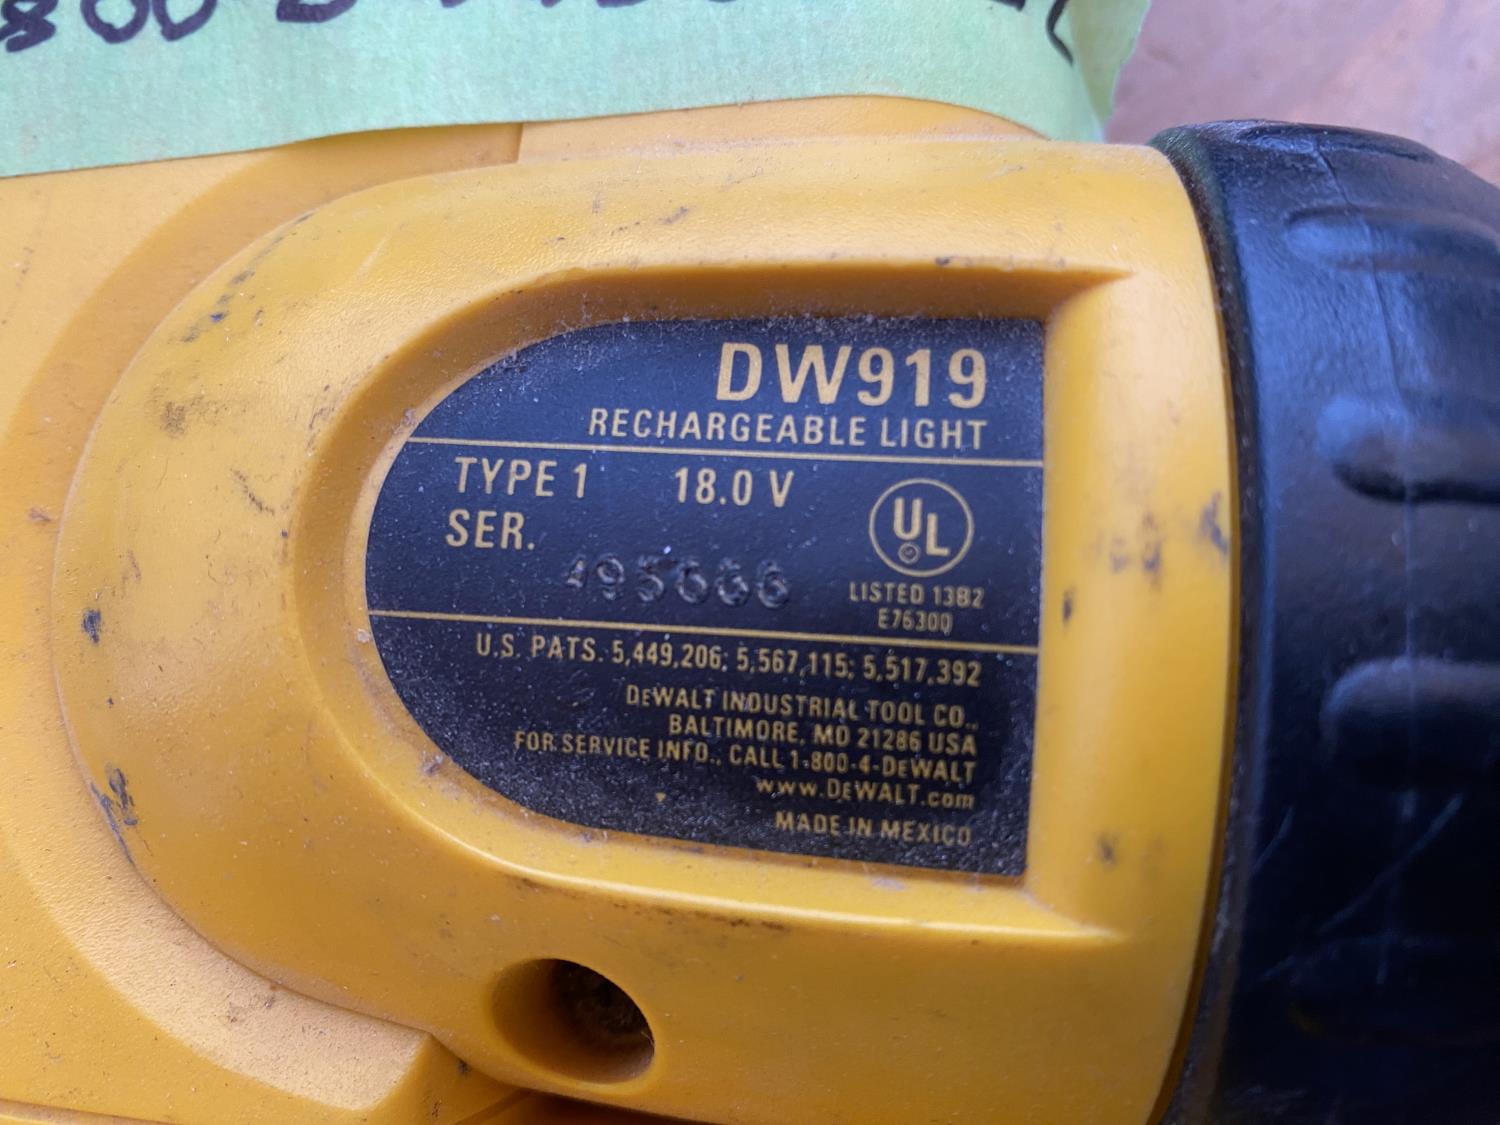 DW919
RECHARGEABLE LIGHT
TYPE 1 18.0 V
SER.
UL
LISTED 13B2
E76300
U.S. PATS. 5,449,206; 5,567,115; 5,517,392
DEWALT INDUSTRIAL TOOL CO.,
BALTIMORE, MD 21286 USA
FOR SERVICE INFO., CALL 1-800-4-DEWALT
www.DEWALT.com
MADE IN MEXICO